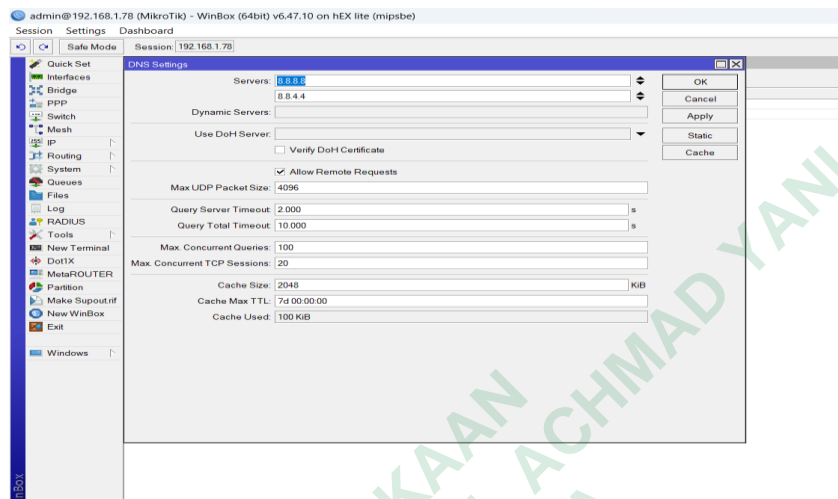 admin@192.168.1.78 (MikroTik) - WinBox (64bit) v6.47.10 on hEX lite (mipsbe)
Session Settings Dashboard
Safe Mode Session: 192.168.1.78
Quick Set
Interfaces
Bridge
PPP
Switch
Mesh
IP
Routing
System
Queues
Files
Log
RADIUS
Tools
New Terminal
Dot1X
MetaROUTER
Partition
Make Supout.rif
New WinBox
Exit
Windows
DNS Settings
Servers: 8.8.8.8
8.8.4.4
Dynamic Servers:
Use DoH Server:
Verify DoH Certificate
Allow Remote Requests
Max UDP Packet Size: 4096
Query Server Timeout: 2.000 s
Query Total Timeout: 10.000 s
Max. Concurrent Queries: 100
Max. Concurrent TCP Sessions: 20
Cache Size: 2048 KiB
Cache Max TTL: 7d 00:00:00
Cache Used: 100 KiB
OK
Cancel
Apply
Static
Cache
KAAN
ACHMAD YANI